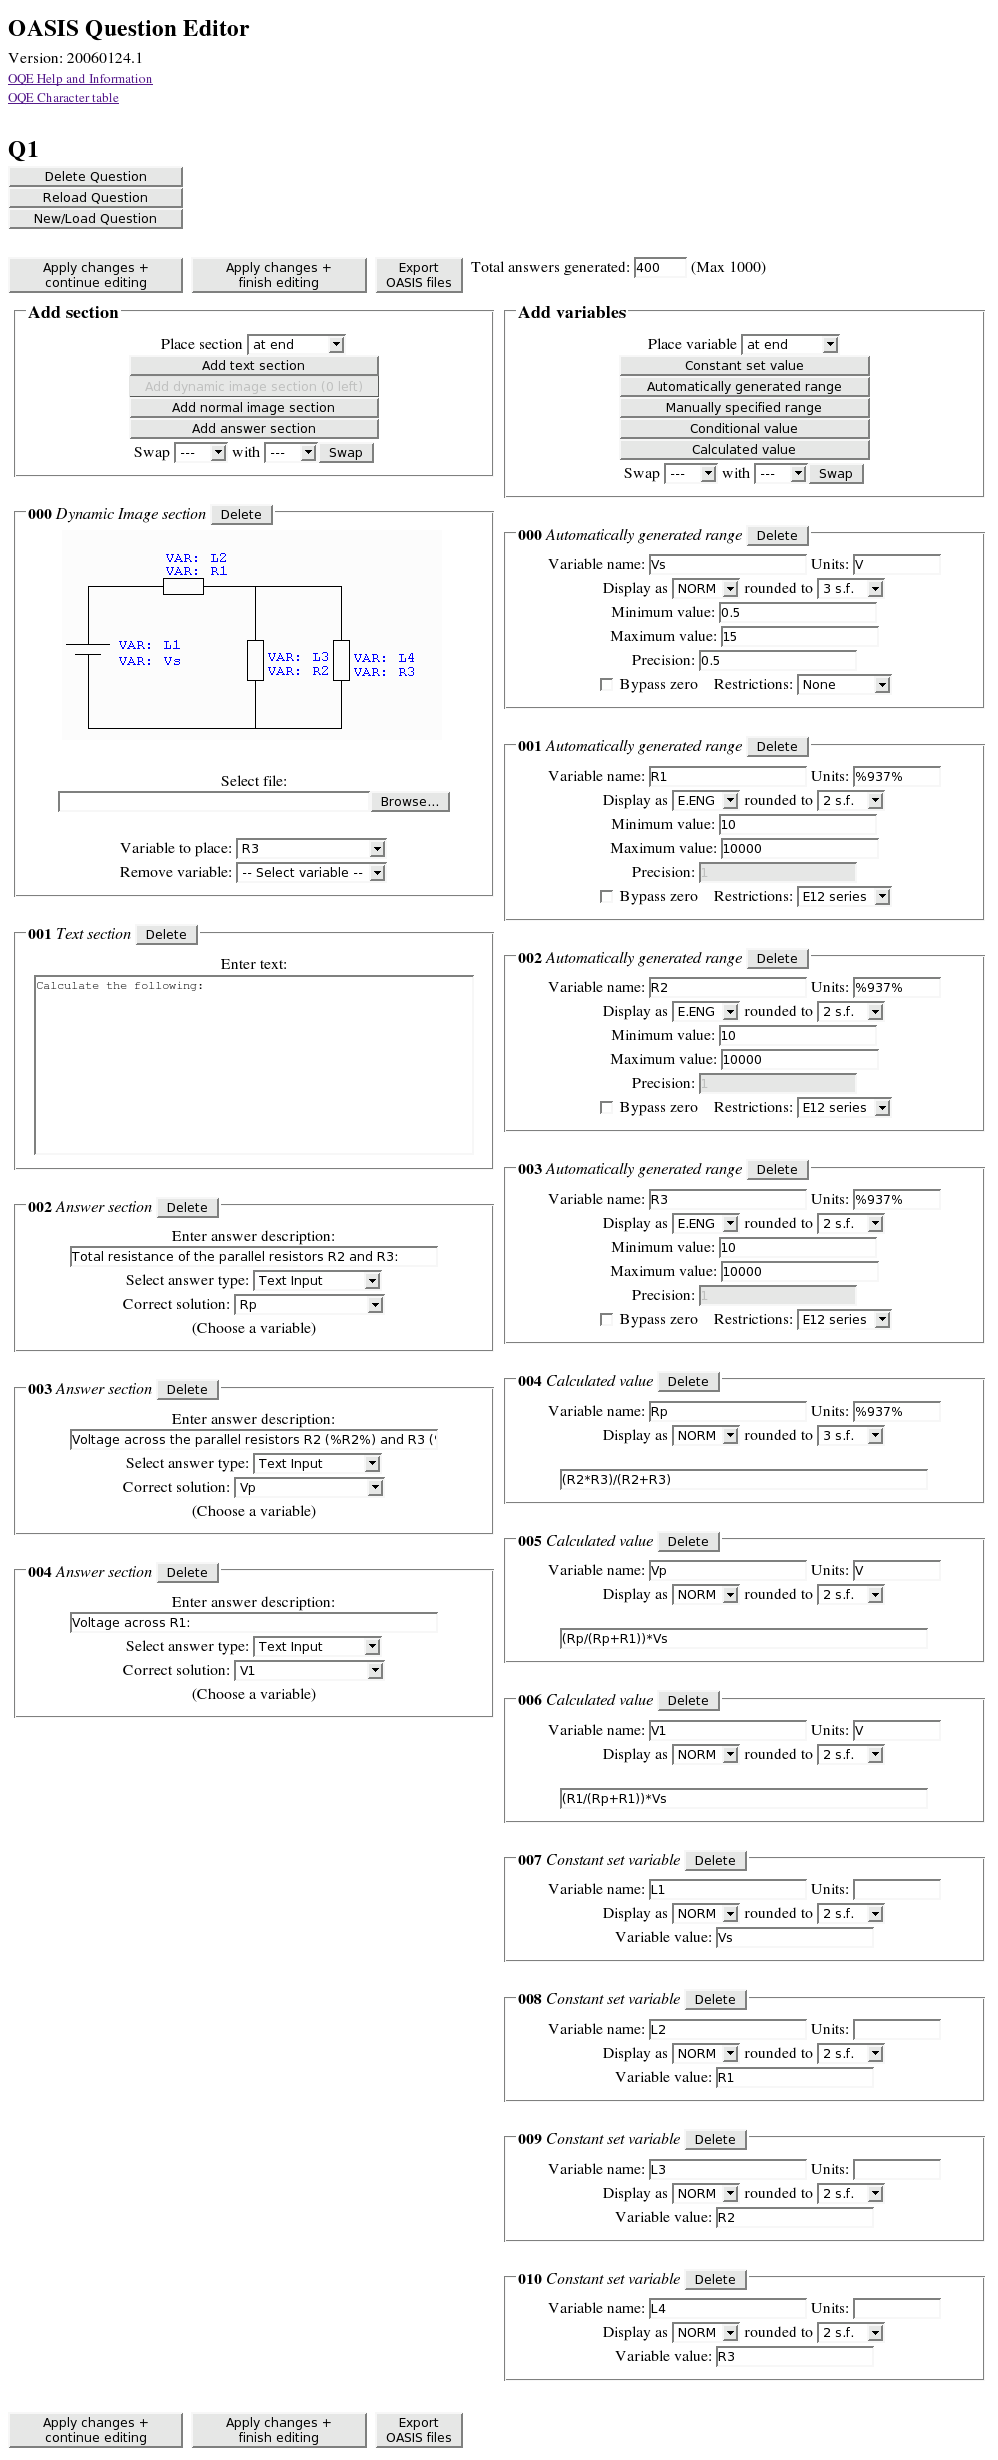 OASIS Question Editor
Version: 20060124.1
OQE Help and Information
OQE Character table
Q1
Delete Question
Reload Question
New/Load Question
Apply changes +
continue editing
Apply changes +
finish editing
Export
OASIS files
Total answers generated: 400 (Max 1000)
Add section
Place section at end
Add text section
Add dynamic image section (0 left)
Add normal image section
Add answer section
Swap --- with --- Swap
000 Dynamic Image section Delete
VAR: L2
VAR: R1
VAR: L1
VAR: Vs
VAR: L3
VAR: R2
VAR: L4
VAR: R3
Select file:
Browse...
Variable to place: R3
Remove variable: -- Select variable --
001 Text section Delete
Enter text:
Calculate the following:
002 Answer section Delete
Enter answer description:
Total resistance of the parallel resistors R2 and R3:
Select answer type: Text Input
Correct solution: Rp
(Choose a variable)
003 Answer section Delete
Enter answer description:
Voltage across the parallel resistors R2 (%R2%) and R3 (
Select answer type: Text Input
Correct solution: Vp
(Choose a variable)
004 Answer section Delete
Enter answer description:
Voltage across R1:
Select answer type: Text Input
Correct solution: V1
(Choose a variable)
Add variables
Place variable at end
Constant set value
Automatically generated range
Manually specified range
Conditional value
Calculated value
Swap --- with --- Swap
000 Automatically generated range Delete
Variable name: Vs Units: V
Display as NORM rounded to 3 s.f.
Minimum value: 0.5
Maximum value: 15
Precision: 0.5
Bypass zero Restrictions: None
001 Automatically generated range Delete
Variable name: R1 Units: %937%
Display as E.ENG rounded to 2 s.f.
Minimum value: 10
Maximum value: 10000
Precision: 1
Bypass zero Restrictions: E12 series
002 Automatically generated range Delete
Variable name: R2 Units: %937%
Display as E.ENG rounded to 2 s.f.
Minimum value: 10
Maximum value: 10000
Precision: 1
Bypass zero Restrictions: E12 series
003 Automatically generated range Delete
Variable name: R3 Units: %937%
Display as E.ENG rounded to 2 s.f.
Minimum value: 10
Maximum value: 10000
Precision: 1
Bypass zero Restrictions: E12 series
004 Calculated value Delete
Variable name: Rp Units: %937%
Display as NORM rounded to 3 s.f.
(R2*R3)/(R2+R3)
005 Calculated value Delete
Variable name: Vp Units: V
Display as NORM rounded to 2 s.f.
(Rp/(Rp+R1))*Vs
006 Calculated value Delete
Variable name: V1 Units: V
Display as NORM rounded to 2 s.f.
(R1/(Rp+R1))*Vs
007 Constant set variable Delete
Variable name: L1 Units:
Display as NORM rounded to 2 s.f.
Variable value: Vs
008 Constant set variable Delete
Variable name: L2 Units:
Display as NORM rounded to 2 s.f.
Variable value: R1
009 Constant set variable Delete
Variable name: L3 Units:
Display as NORM rounded to 2 s.f.
Variable value: R2
010 Constant set variable Delete
Variable name: L4 Units:
Display as NORM rounded to 2 s.f.
Variable value: R3
Apply changes +
continue editing
Apply changes +
finish editing
Export
OASIS files